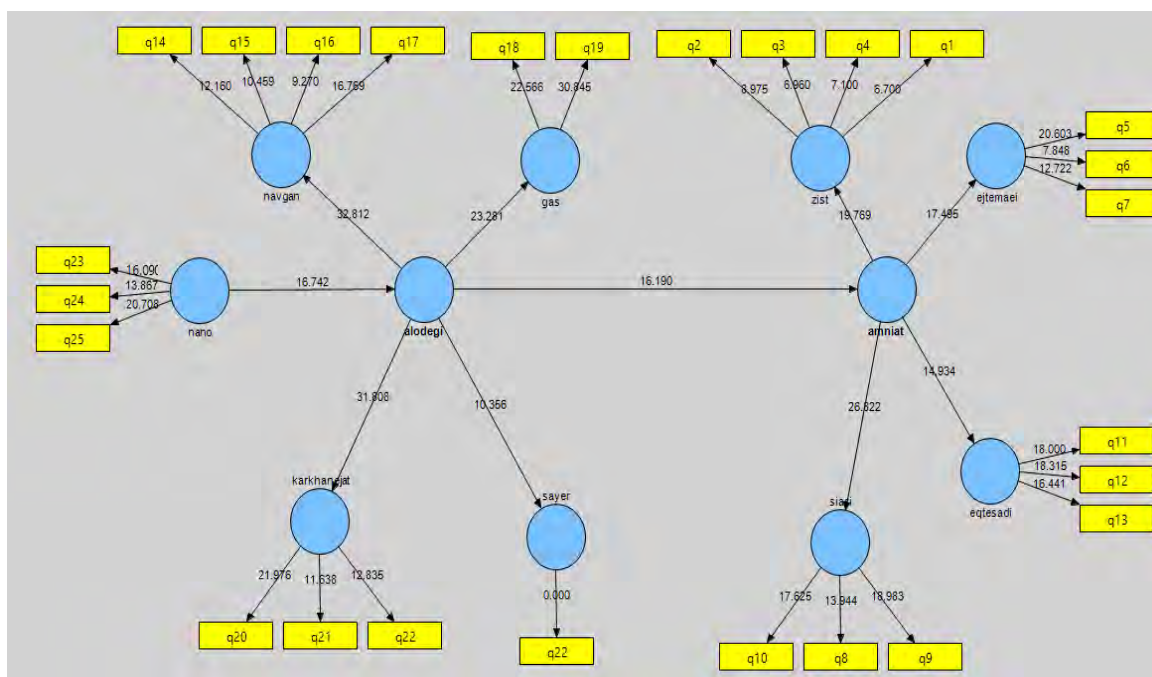 q14
q15
q16
q17
q18
q19
q2
q3
q4
q1
12.160
10.459
9.270
16.769
22.566
30.845
8.975
6.960
7.100
6.700
navgan
gas
zist
ejtemaei
20.603
7.848
12.722
q5
q6
q7
32.812
23.281
19.769
17.495
q23
q24
q25
16.090
13.867
20.708
nano
16.742
alodegi
16.190
amniat
31.808
10.356
26.822
14.934
karkhanejat
sayer
siasi
eqtesadi
18.000
18.315
16.441
q11
q12
q13
21.976
11.638
12.835
0.000
17.625
13.944
18.983
q20
q21
q22
q22
q10
q8
q9